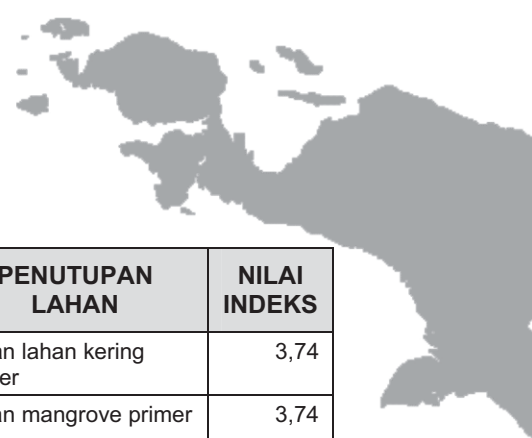 PENUTUPAN NILAI
LAHAN INDEKS
lahan kering 3,74
mangrove primer 3,74